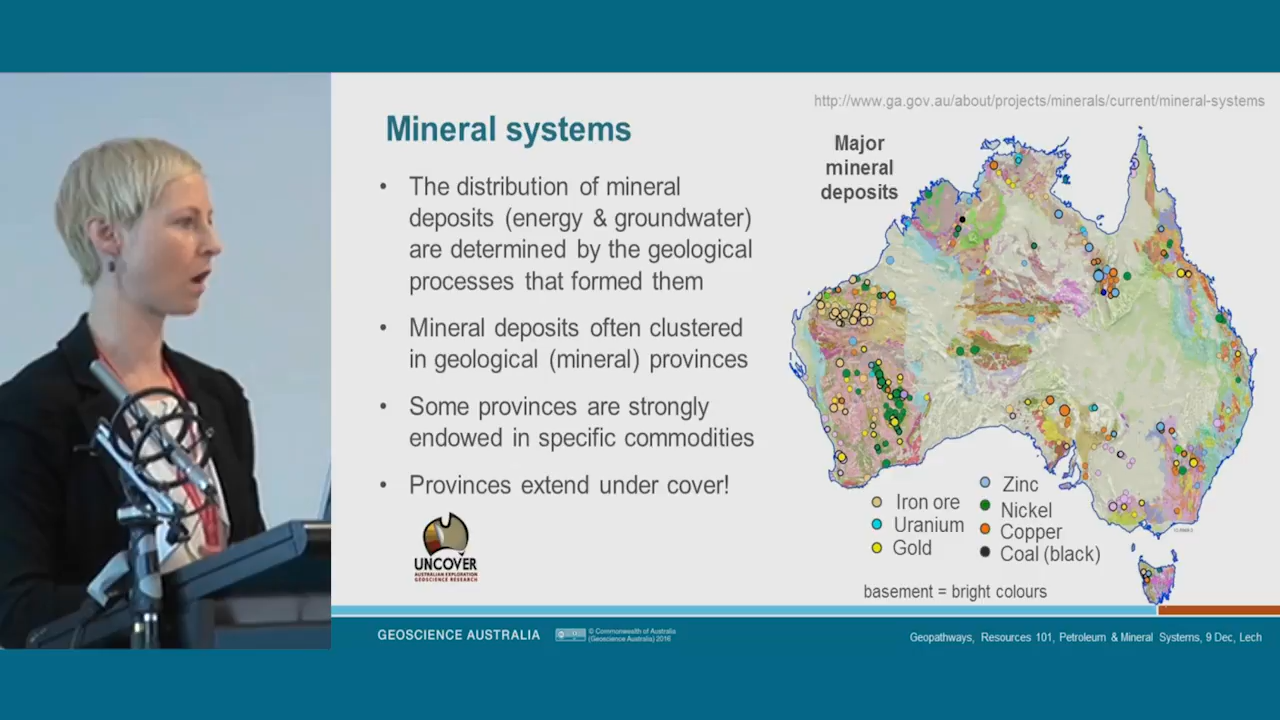 http://www.ga.gov.au/about/projects/minerals/current/mineral-systems
Mineral systems
Major
mineral
deposits
• The distribution of mineral
deposits (energy & groundwater)
are determined by the geological
processes that formed them
• Mineral deposits often clustered
in geological (mineral) provinces
• Some provinces are strongly
endowed in specific commodities
• Provinces extend under cover!
Iron ore
Uranium
Gold
Zinc
Nickel
Copper
Coal (black)
UNCOVER
AUSTRALIAN EXPLORATION
GEOSCIENCE RESEARCH
basement = bright colours
GEOSCIENCE AUSTRALIA
© Commonwealth of Australia
(Geoscience Australia) 2016
Geopathways, Resources 101, Petroleum & Mineral Systems, 9 Dec, Lech